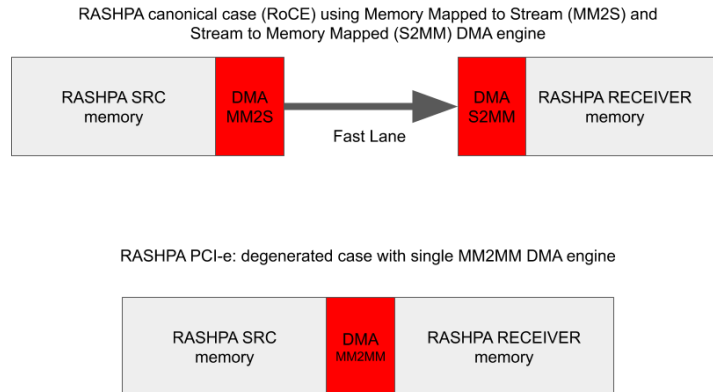 RASHPA canonical case (RoCE) using Memory Mapped to Stream (MM2S) and
Stream to Memory Mapped (S2MM) DMA engine
RASHPA SRC
memory
DMA
MM2S
Fast Lane
DMA
S2MM
RASHPA RECEIVER
memory
RASHPA PCI-e: degenerated case with single MM2MM DMA engine
RASHPA SRC
memory
DMA
MM2MM
RASHPA RECEIVER
memory